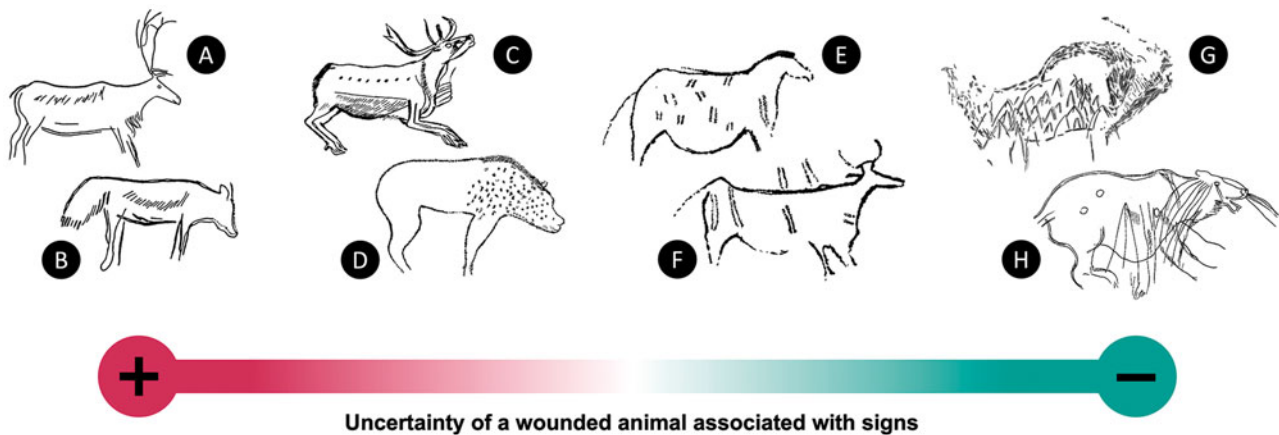 A
C
E
G
B
D
F
H
+
−
Uncertainty of a wounded animal associated with signs